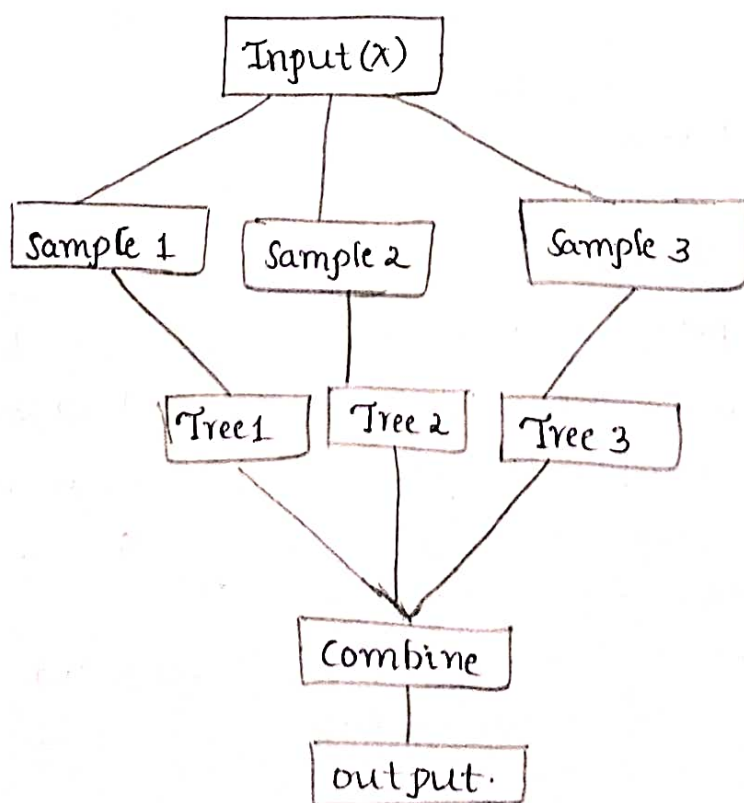 Input (x)
Sample 1
Sample 2
Sample 3
Tree 1
Tree 2
Tree 3
Combine
output.